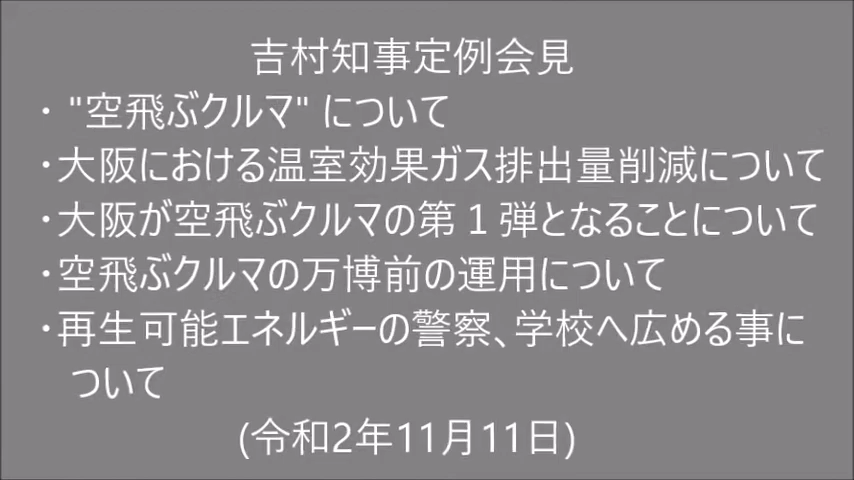 吉村知事定例会見
・"空飛ぶクルマ" について
・大阪における温室効果ガス排出量削減について
・大阪が空飛ぶクルマの第1弾となることについて
・空飛ぶクルマの万博前の運用について
・再生可能エネルギーの警察、学校へ広める事に
ついて
(令和2年11月11日)